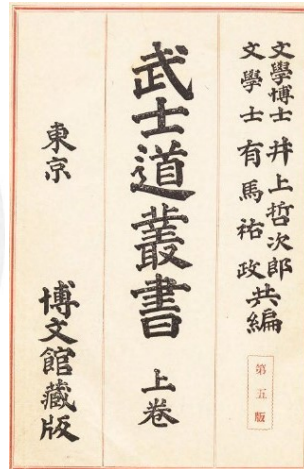 文學博士 井上哲次郎
文學士 有馬祐政 共編
第五版
武士道叢書 上卷
東京 博文館藏版